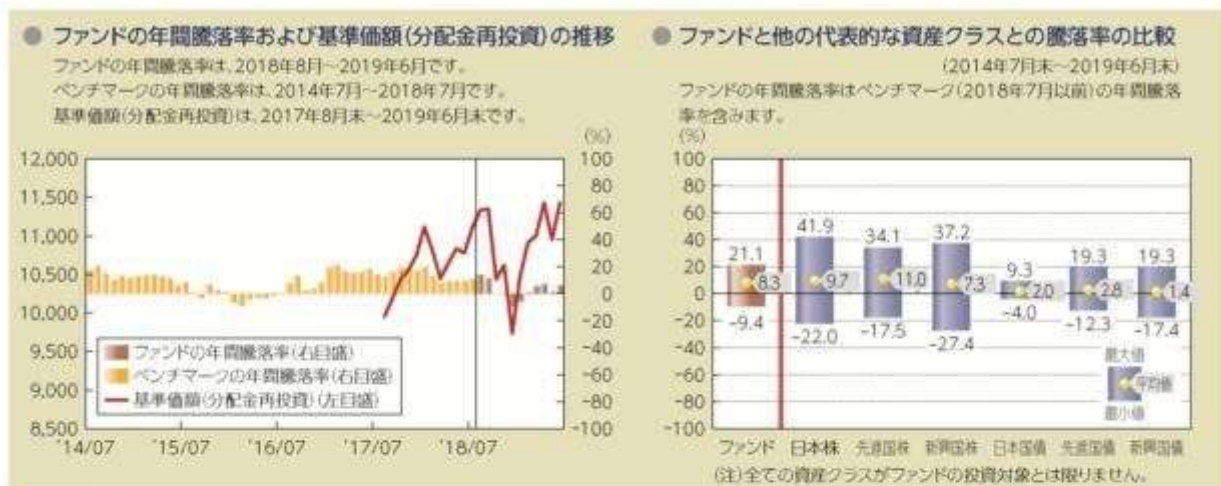 ● ファンドの年間騰落率および基準価額(分配金再投資)の推移
ファンドの年間騰落率は、2018年8月～2019年6月です。
ベンチマークの年間騰落率は、2014年7月～2018年7月です。
基準価額(分配金再投資)は、2017年8月末～2019年6月末です。
(%)
12,000
11,500
11,000
10,500
10,000
9,500
9,000
8,500
100
80
60
40
20
0
-20
-40
-60
-80
-100
ファンドの年間騰落率(右目盛)
ベンチマークの年間騰落率(右目盛)
基準価額(分配金再投資)(左目盛)
'14/07 '15/07 '16/07 '17/07 '18/07
● ファンドと他の代表的な資産クラスとの騰落率の比較
(2014年7月末～2019年6月末)
ファンドの年間騰落率はベンチマーク(2018年7月以前)の年間騰落
率を含みます。
(%)
100
80
60
40
20
0
-20
-40
-60
-80
-100
21.1 41.9 34.1 37.2 9.3 19.3 19.3
8.3 9.7 11.0 7.3 2.0 2.8 1.4
-9.4 -22.0 -17.5 -27.4 -4.0 -12.3 -17.4
最大値
平均値
最小値
ファンド 日本株 先進国株 新興国株 日本国債 先進国債 新興国債
(注)全ての資産クラスがファンドの投資対象とは限りません。